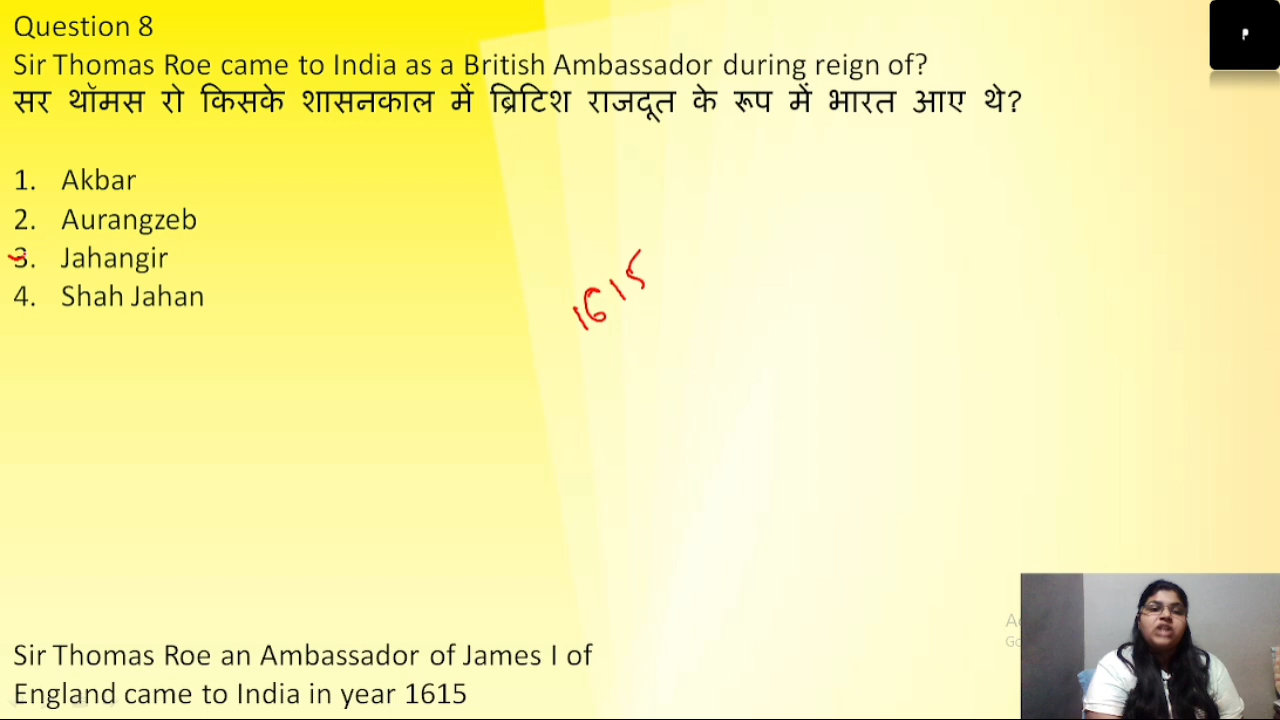 Question 8
Sir Thomas Roe came to India as a British Ambassador during reign of?
सर थॉमस रो किसके शासनकाल में ब्रिटिश राजदूत के रूप में भारत आए थे?
1. Akbar
2. Aurangzeb
3. Jahangir
4. Shah Jahan
1615
Sir Thomas Roe an Ambassador of James I of
England came to India in year 1615